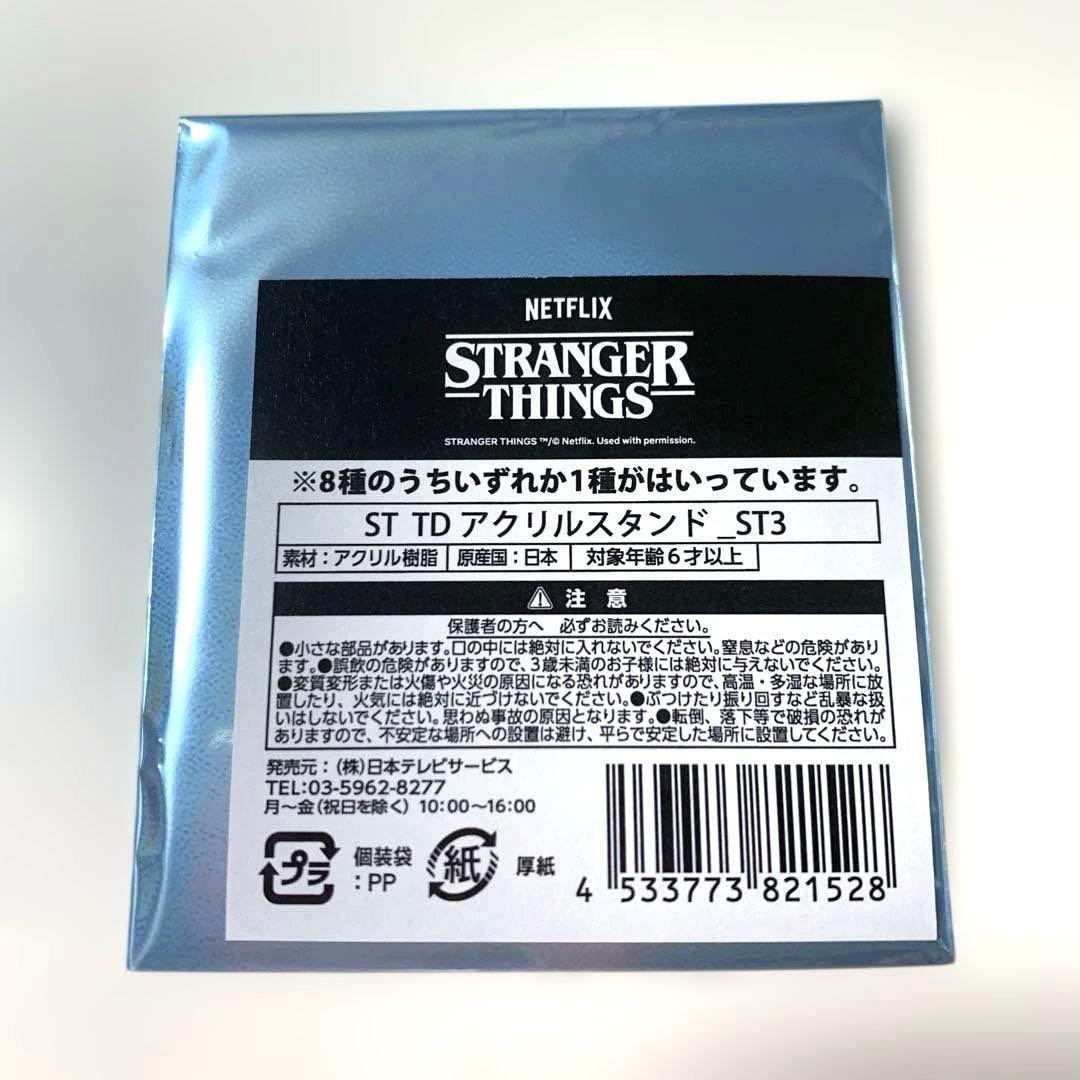 NETFLIX
STRANGER
THINGS
STRANGER THINGS ™/© Netflix. Used with permission.
※8種のうちいずれか1種がはいっています。
ST TD アクリルスタンド _ST3
素材：アクリル樹脂 原産国：日本 対象年齢6才以上
⚠ 注 意
保護者の方へ 必ずお読みください。
●小さな部品があります。口の中には絶対に入れないでください。窒息などの危険があり
ます。●誤飲の危険がありますので、3歳未満のお子様には絶対に与えないでください。
●変質変形または火傷や火災の原因になる恐れがありますので、高温・多湿な場所に放
置したり、火気には絶対に近づけないでください。●ぶつけたり振り回すなど乱暴な扱
いはしないでください。思わぬ事故の原因となります。●転倒、落下等で破損の恐れが
ありますので、不安定な場所への設置は避け、平らで安定した場所に設置してください。
発売元：(株)日本テレビサービス
TEL:03-5962-8277
月～金(祝日を除く) 10:00～16:00
プラ 個装袋
：PP
紙 厚紙
4 533773 821528